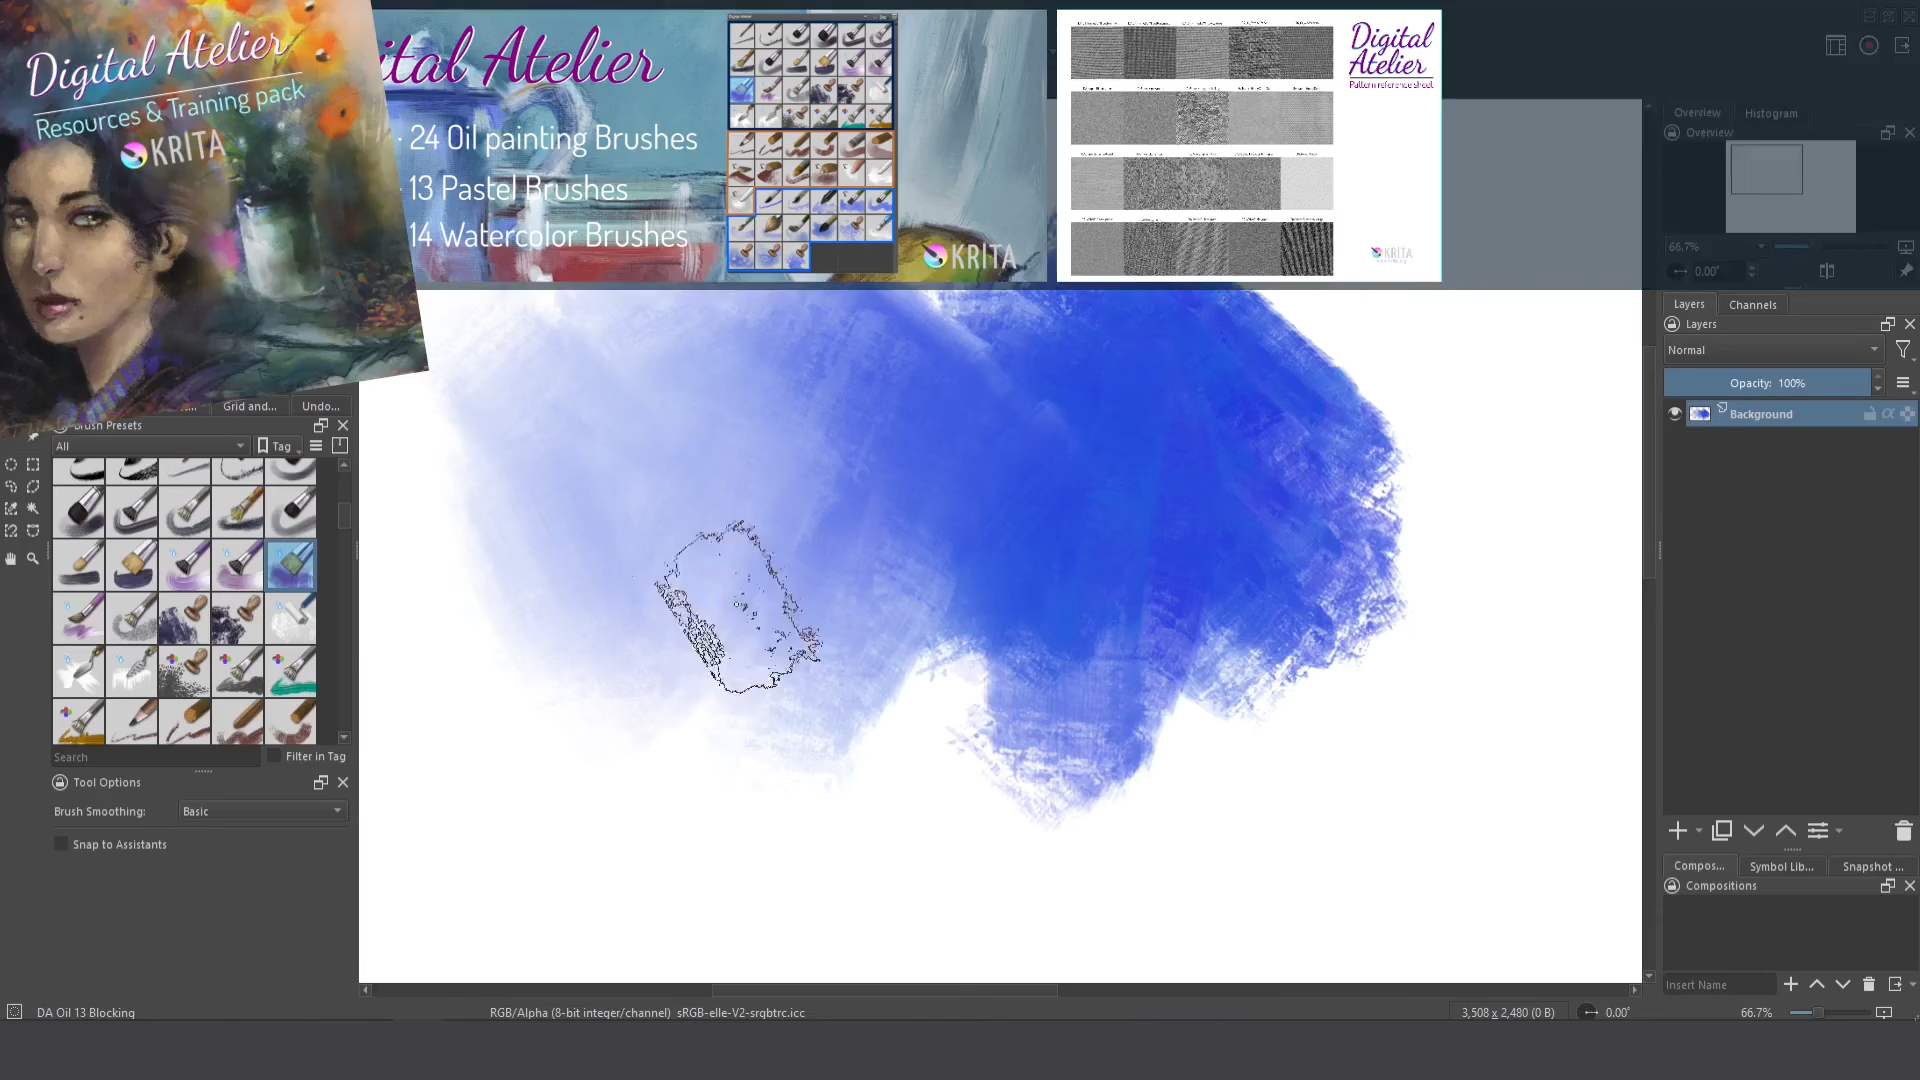 Digital Atelier
Resources & Training pack
KRITA
ital Atelier
· 24 Oil painting Brushes
· 13 Pastel Brushes
14 Watercolor Brushes
KRITA
Digital
Atelier
Pattern reference sheet
KRITA
Overview
Histogram
Overview
66.7%
0.00°
Layers
Channels
Layers
Normal
Opacity: 100%
Background
Grid and...
Undo...
Brush Presets
All
Tag
Search
Filter in Tag
Tool Options
Brush Smoothing:
Basic
Snap to Assistants
Compos...
Symbol Lib...
Snapshot ...
Compositions
Insert Name
DA Oil 13 Blocking
RGB/Alpha (8-bit integer/channel) sRGB-elle-V2-srgbtrc.icc
3,508 x 2,480 (0 B)
0.00°
66.7%